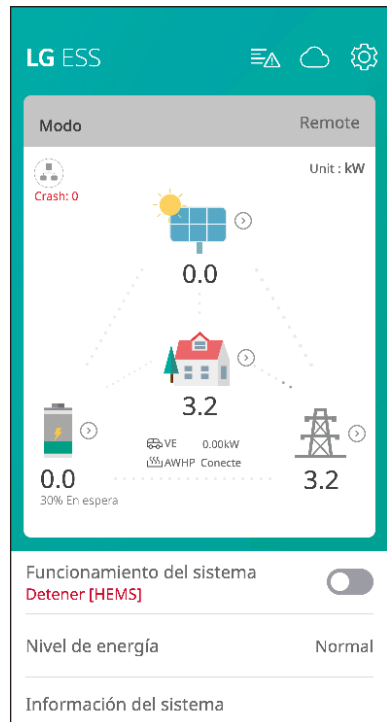 LG ESS
Modo Remote
Unit : kW
Crash: 0
0.0
3.2
VE 0.00kW
AWHP Conecte
0.0
30% En espera
3.2
Funcionamiento del sistema
Detener [HEMS]
Nivel de energía Normal
Información del sistema